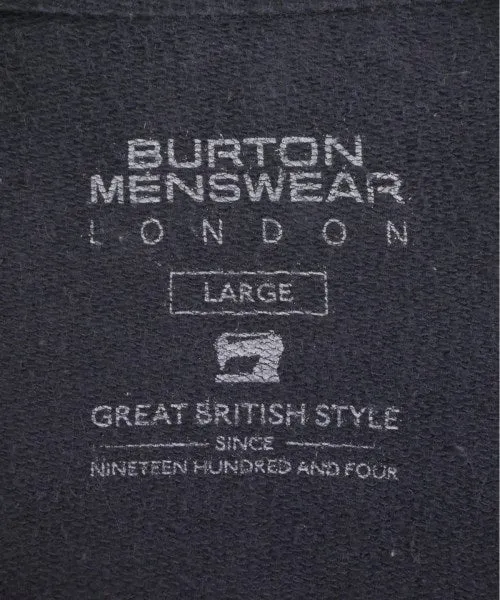 BURTON
MENSWEAR
LONDON
LARGE
GREAT BRITISH STYLE
SINCE
NINETEEN HUNDRED AND FOUR